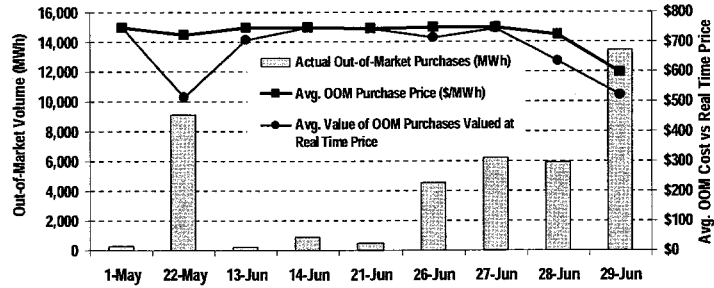 16,000
14,000
12,000
10,000
8,000
6,000
4,000
2,000
0
Out-of-Market Volume (MWh)
Actual Out-of-Market Purchases (MWh)
Avg. OOM Purchase Price ($/MWh)
Avg. Value of OOM Purchases Valued at
Real Time Price
$800
$700
$600
$500
$400
$300
$200
$100
$0
Avg. OOM Cost vs Real Time Price
1-May 22-May 13-Jun 14-Jun 21-Jun 26-Jun 27-Jun 28-Jun 29-Jun